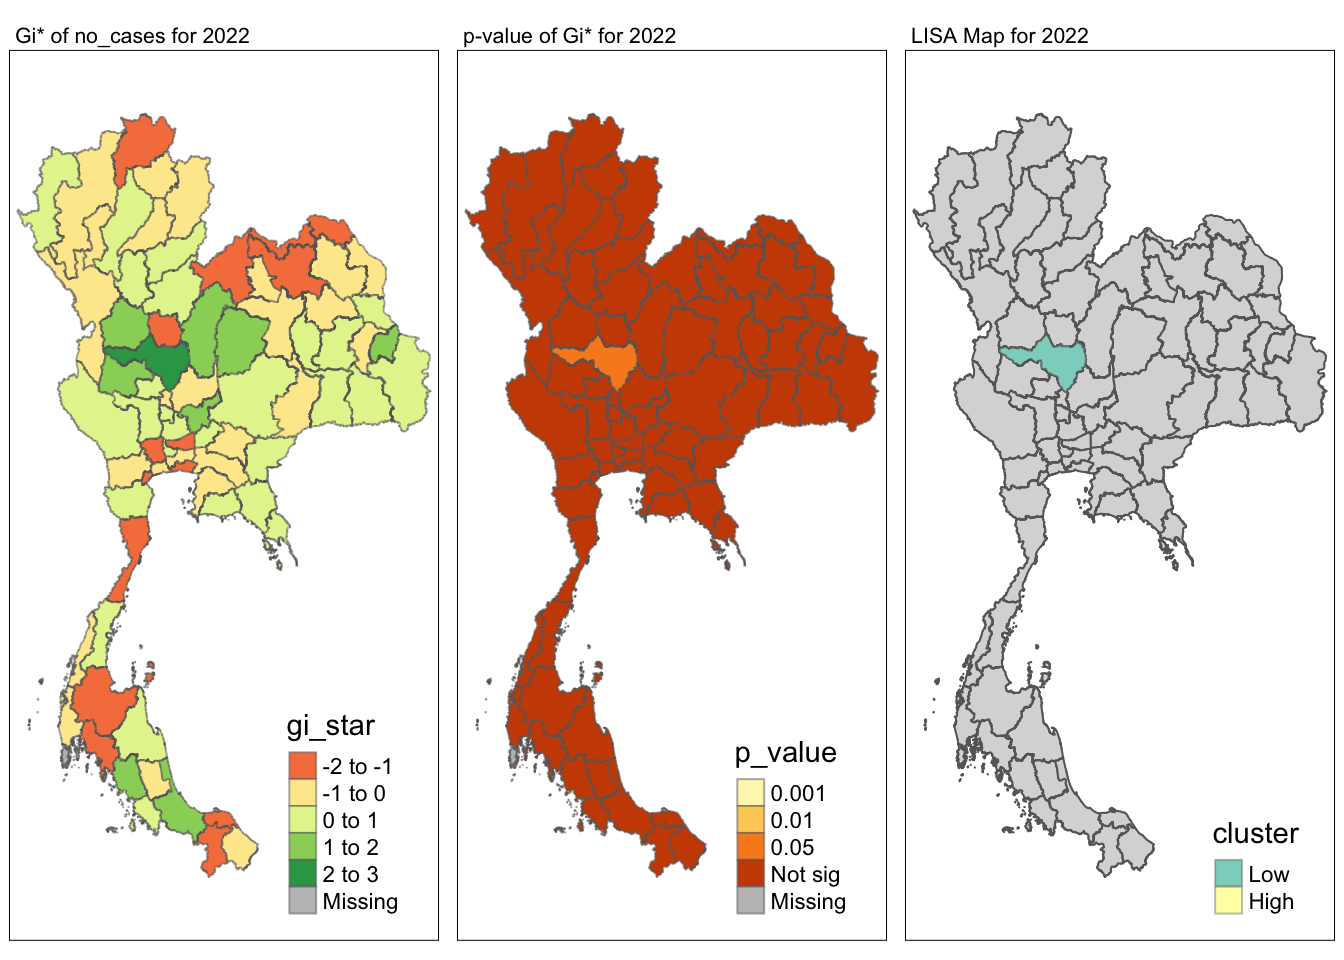 Gi* of no_cases for 2022
p-value of Gi* for 2022
LISA Map for 2022
gi_star
-2 to -1
-1 to 0
0 to 1
1 to 2
2 to 3
Missing
p_value
0.001
0.01
0.05
Not sig
Missing
cluster
Low
High